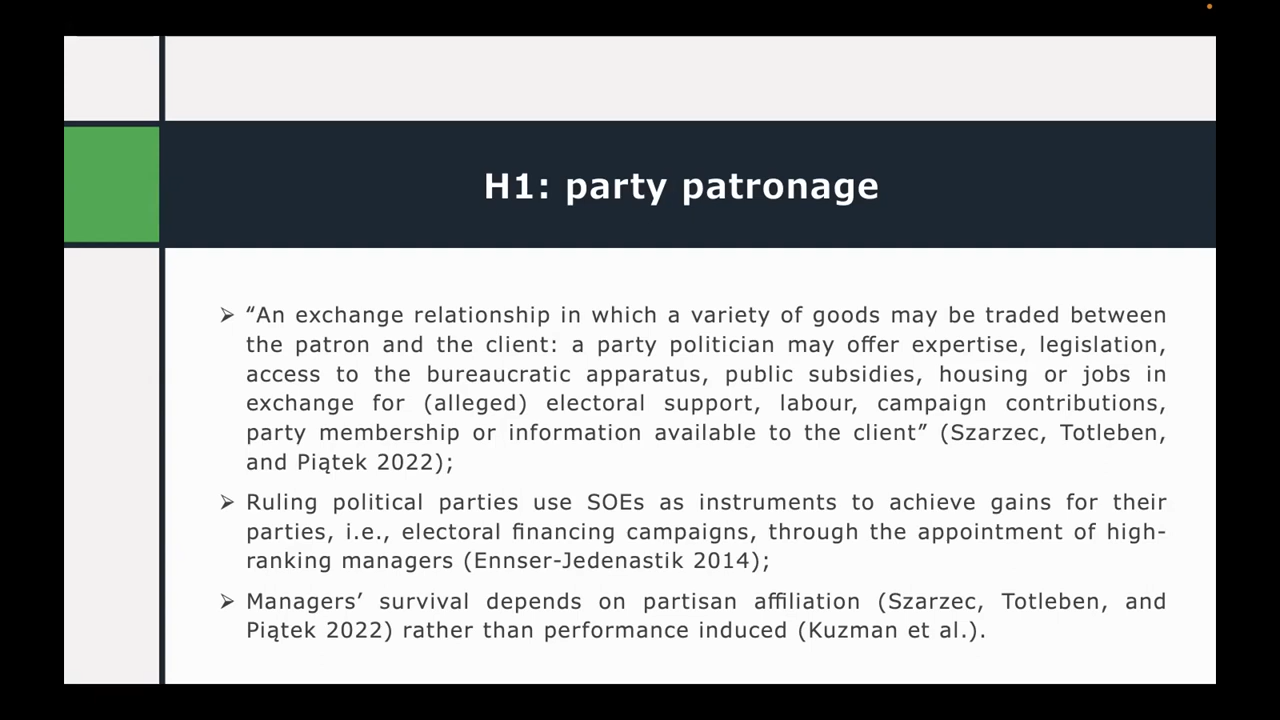 H1: party patronage
➢ “An exchange relationship in which a variety of goods may be traded between
the patron and the client: a party politician may offer expertise, legislation,
access to the bureaucratic apparatus, public subsidies, housing or jobs in
exchange for (alleged) electoral support, labour, campaign contributions,
party membership or information available to the client” (Szarzec, Totleben,
and Piątek 2022);
➢ Ruling political parties use SOEs as instruments to achieve gains for their
parties, i.e., electoral financing campaigns, through the appointment of high-
ranking managers (Ennser-Jedenastik 2014);
➢ Managers’ survival depends on partisan affiliation (Szarzec, Totleben, and
Piątek 2022) rather than performance induced (Kuzman et al.).